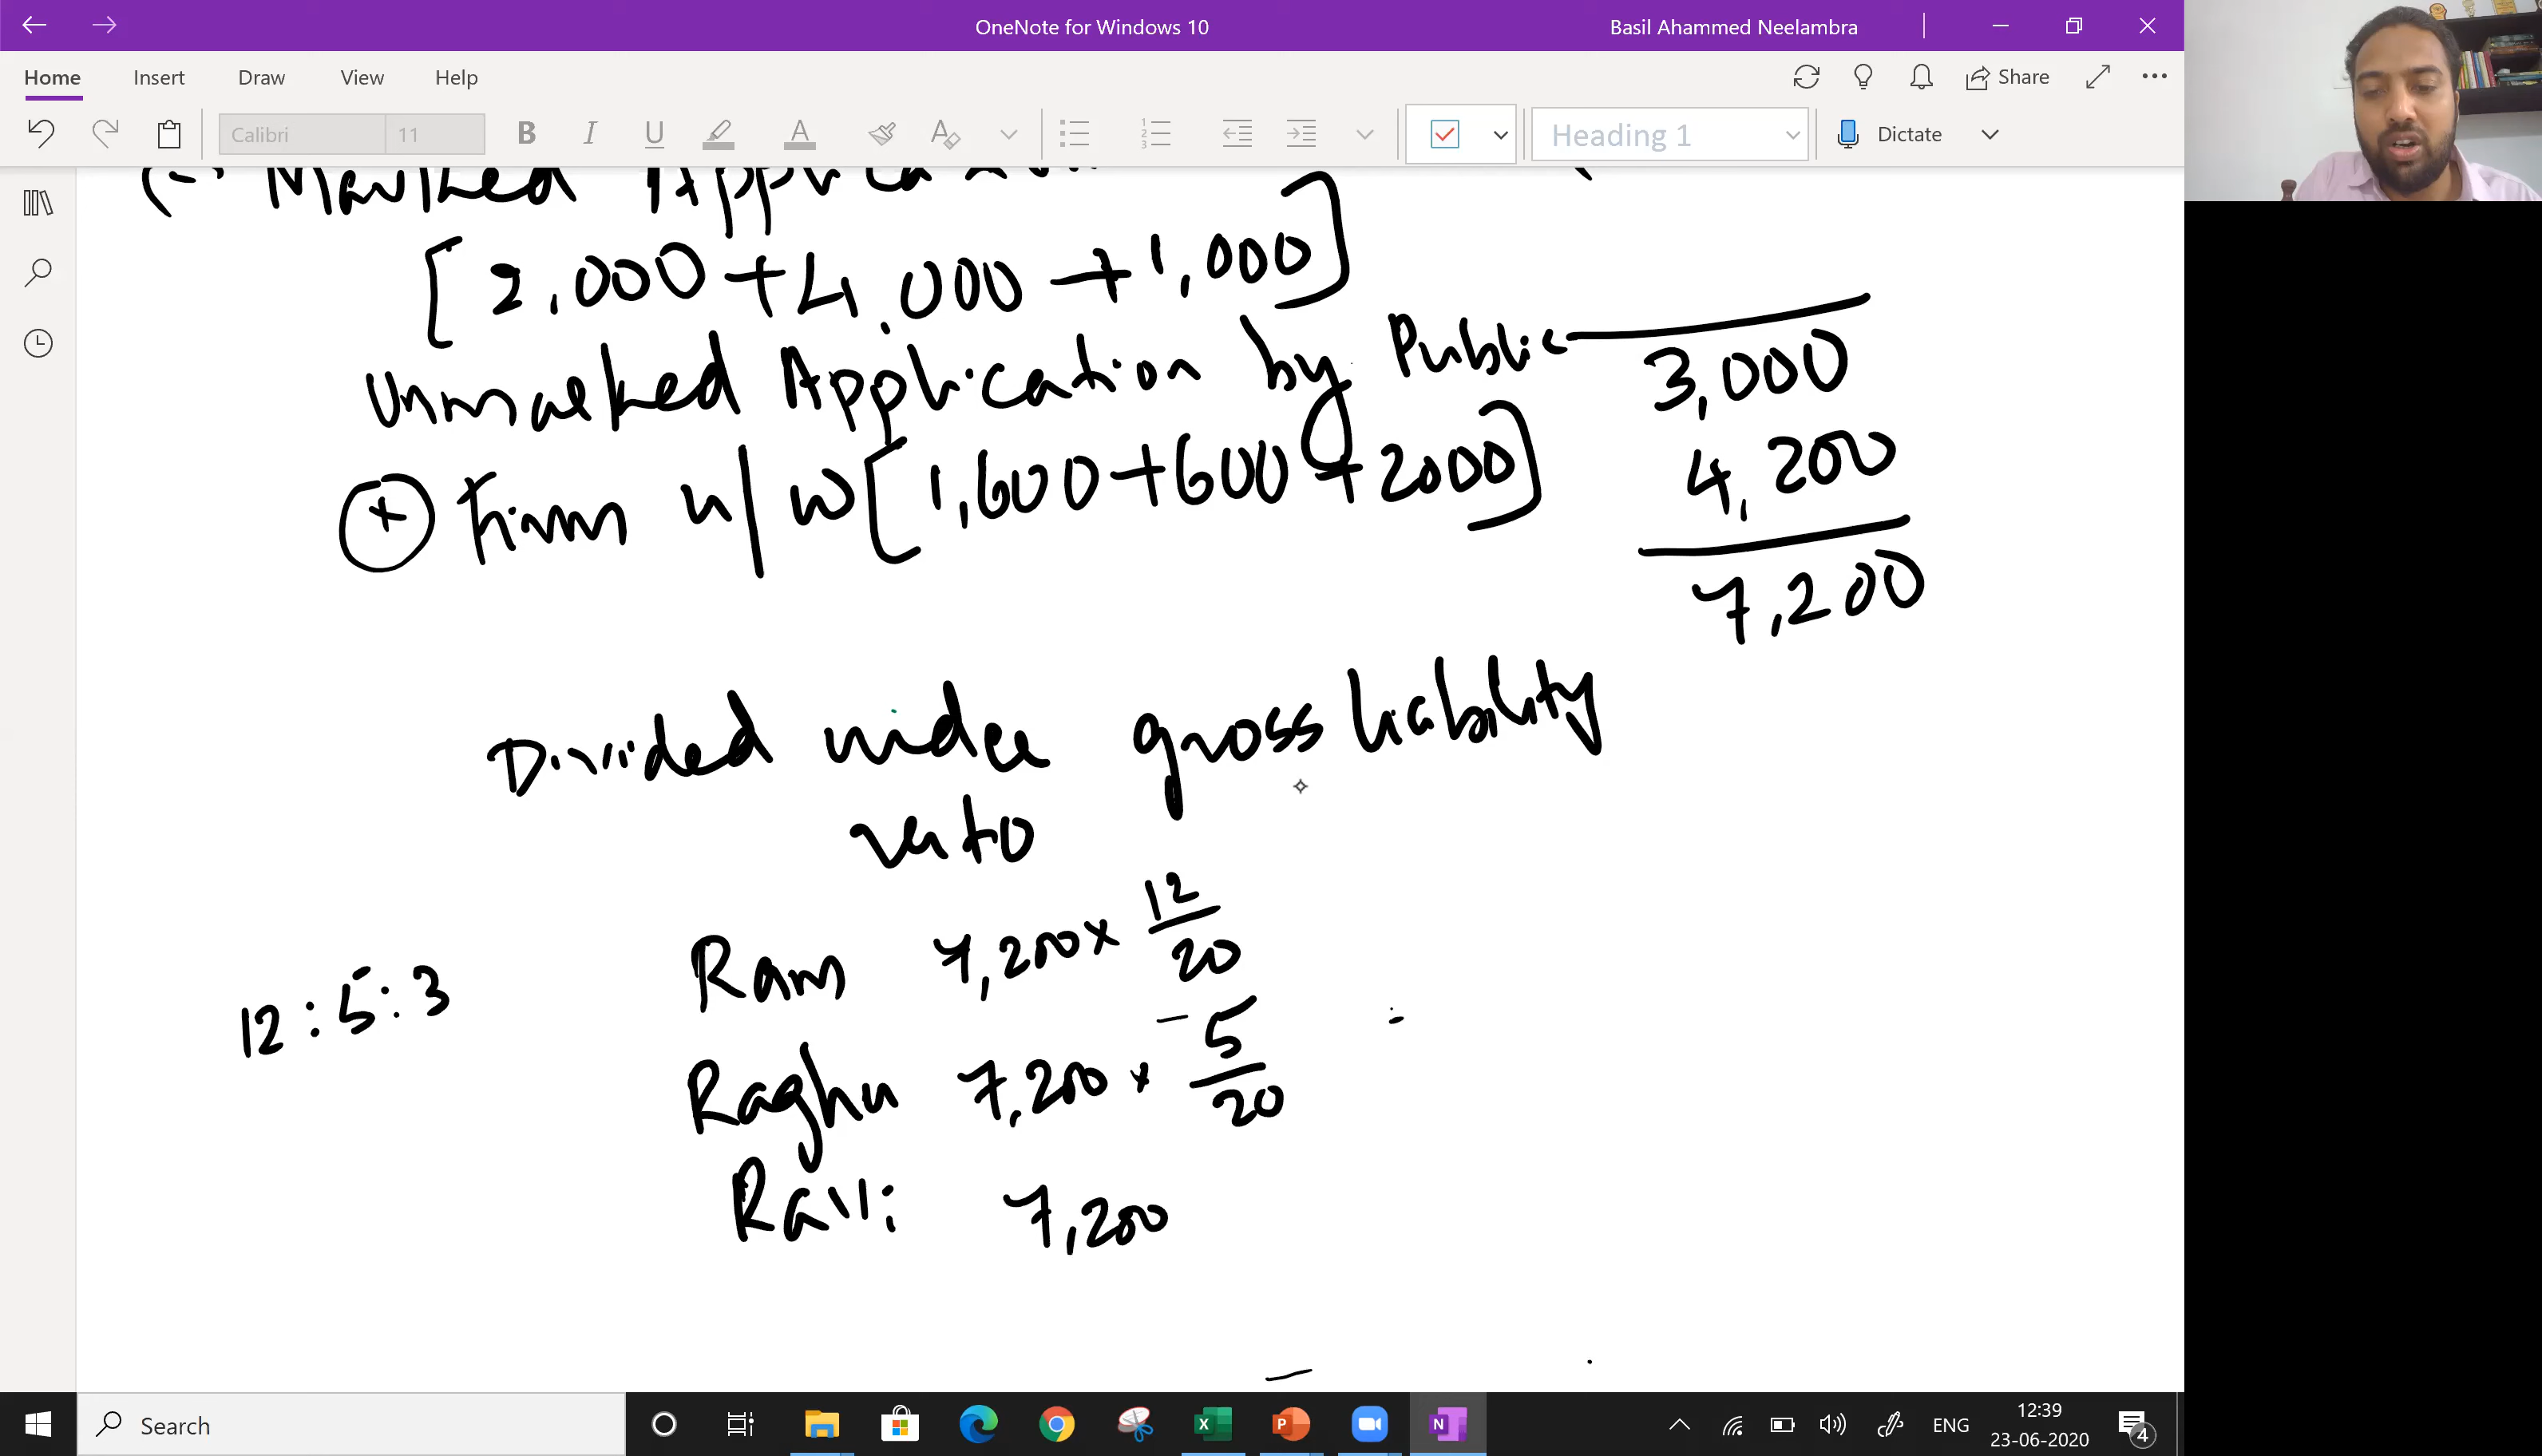 OneNote for Windows 10
Basil Ahammed Neelambra
Home Insert Draw View Help
Share
Calibri 11 B I U A A
Heading 1
Dictate
Marked Application
[2,000 + 4,000 + 1,000]
Unmarked Application by Public 3,000
+ Firm u/w [1,600 + 600 + 2000] 4,200
7,200
Divided gross liability
ratio
Ram 7,200 × 12/20
12 : 5 : 3
Raghu 7,200 × 5/20
7,200
Search
ENG
12:39
23-06-2020
4